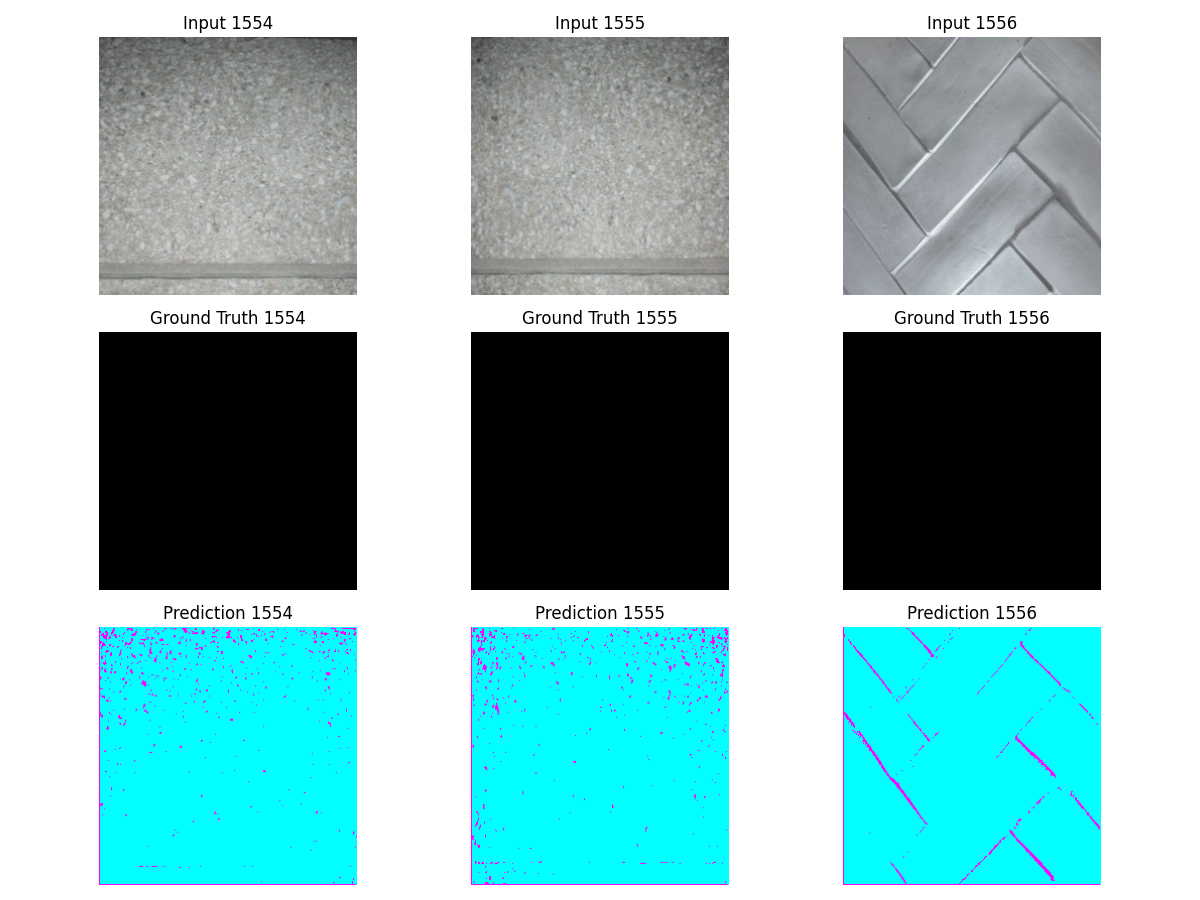 Input 1554
Input 1555
Input 1556
Ground Truth 1554
Ground Truth 1555
Ground Truth 1556
Prediction 1554
Prediction 1555
Prediction 1556